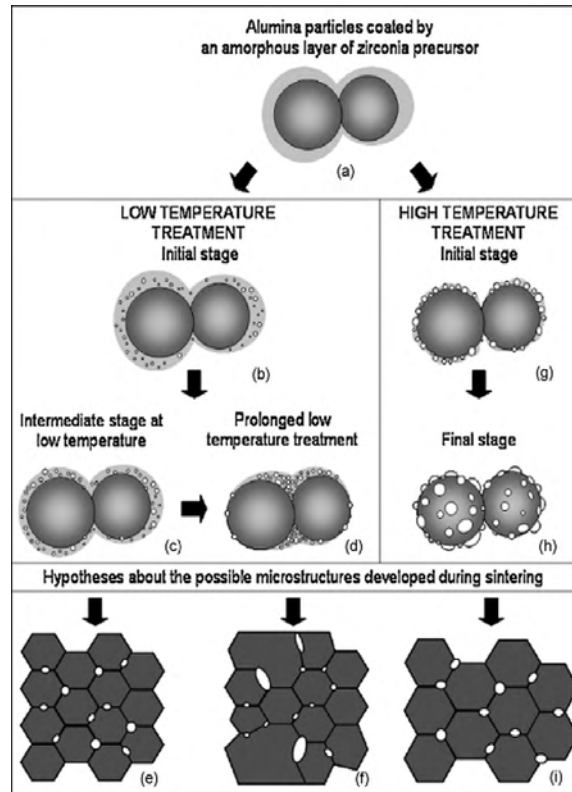 Alumina particles coated by
an amorphous layer of zirconia precursor
(a)
LOW TEMPERATURE
TREATMENT
Initial stage
(b)
Intermediate stage at
low temperature
(c)
Prolonged low
temperature treatment
(d)
HIGH TEMPERATURE
TREATMENT
Initial stage
(g)
Final stage
(h)
Hypotheses about the possible microstructures developed during sintering
(e)
(f)
(i)